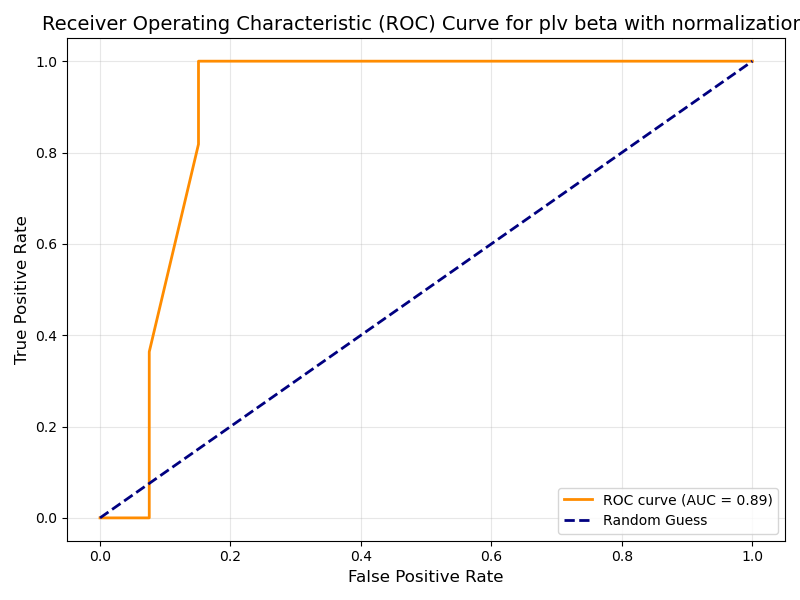 Receiver Operating Characteristic (ROC) Curve for plv beta with normalization
True Positive Rate
1.0
0.8
0.6
0.4
0.2
0.0
0.0 0.2 0.4 0.6 0.8 1.0
False Positive Rate
ROC curve (AUC = 0.89)
Random Guess